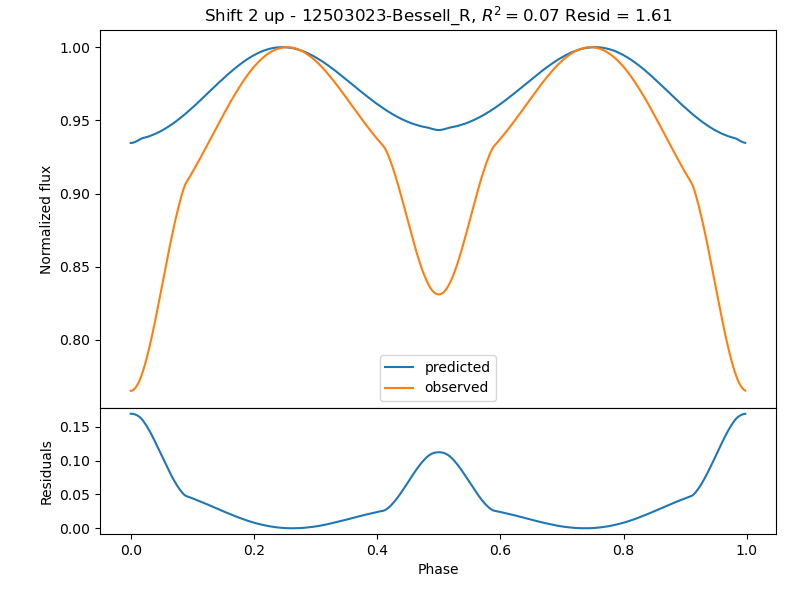 Shift 2 up - 12503023-Bessell_R, R² = 0.07 Resid = 1.61
Normalized flux
1.00
0.95
0.90
0.85
0.80
predicted
observed
Residuals
0.15
0.10
0.05
0.00
0.0 0.2 0.4 0.6 0.8 1.0
Phase